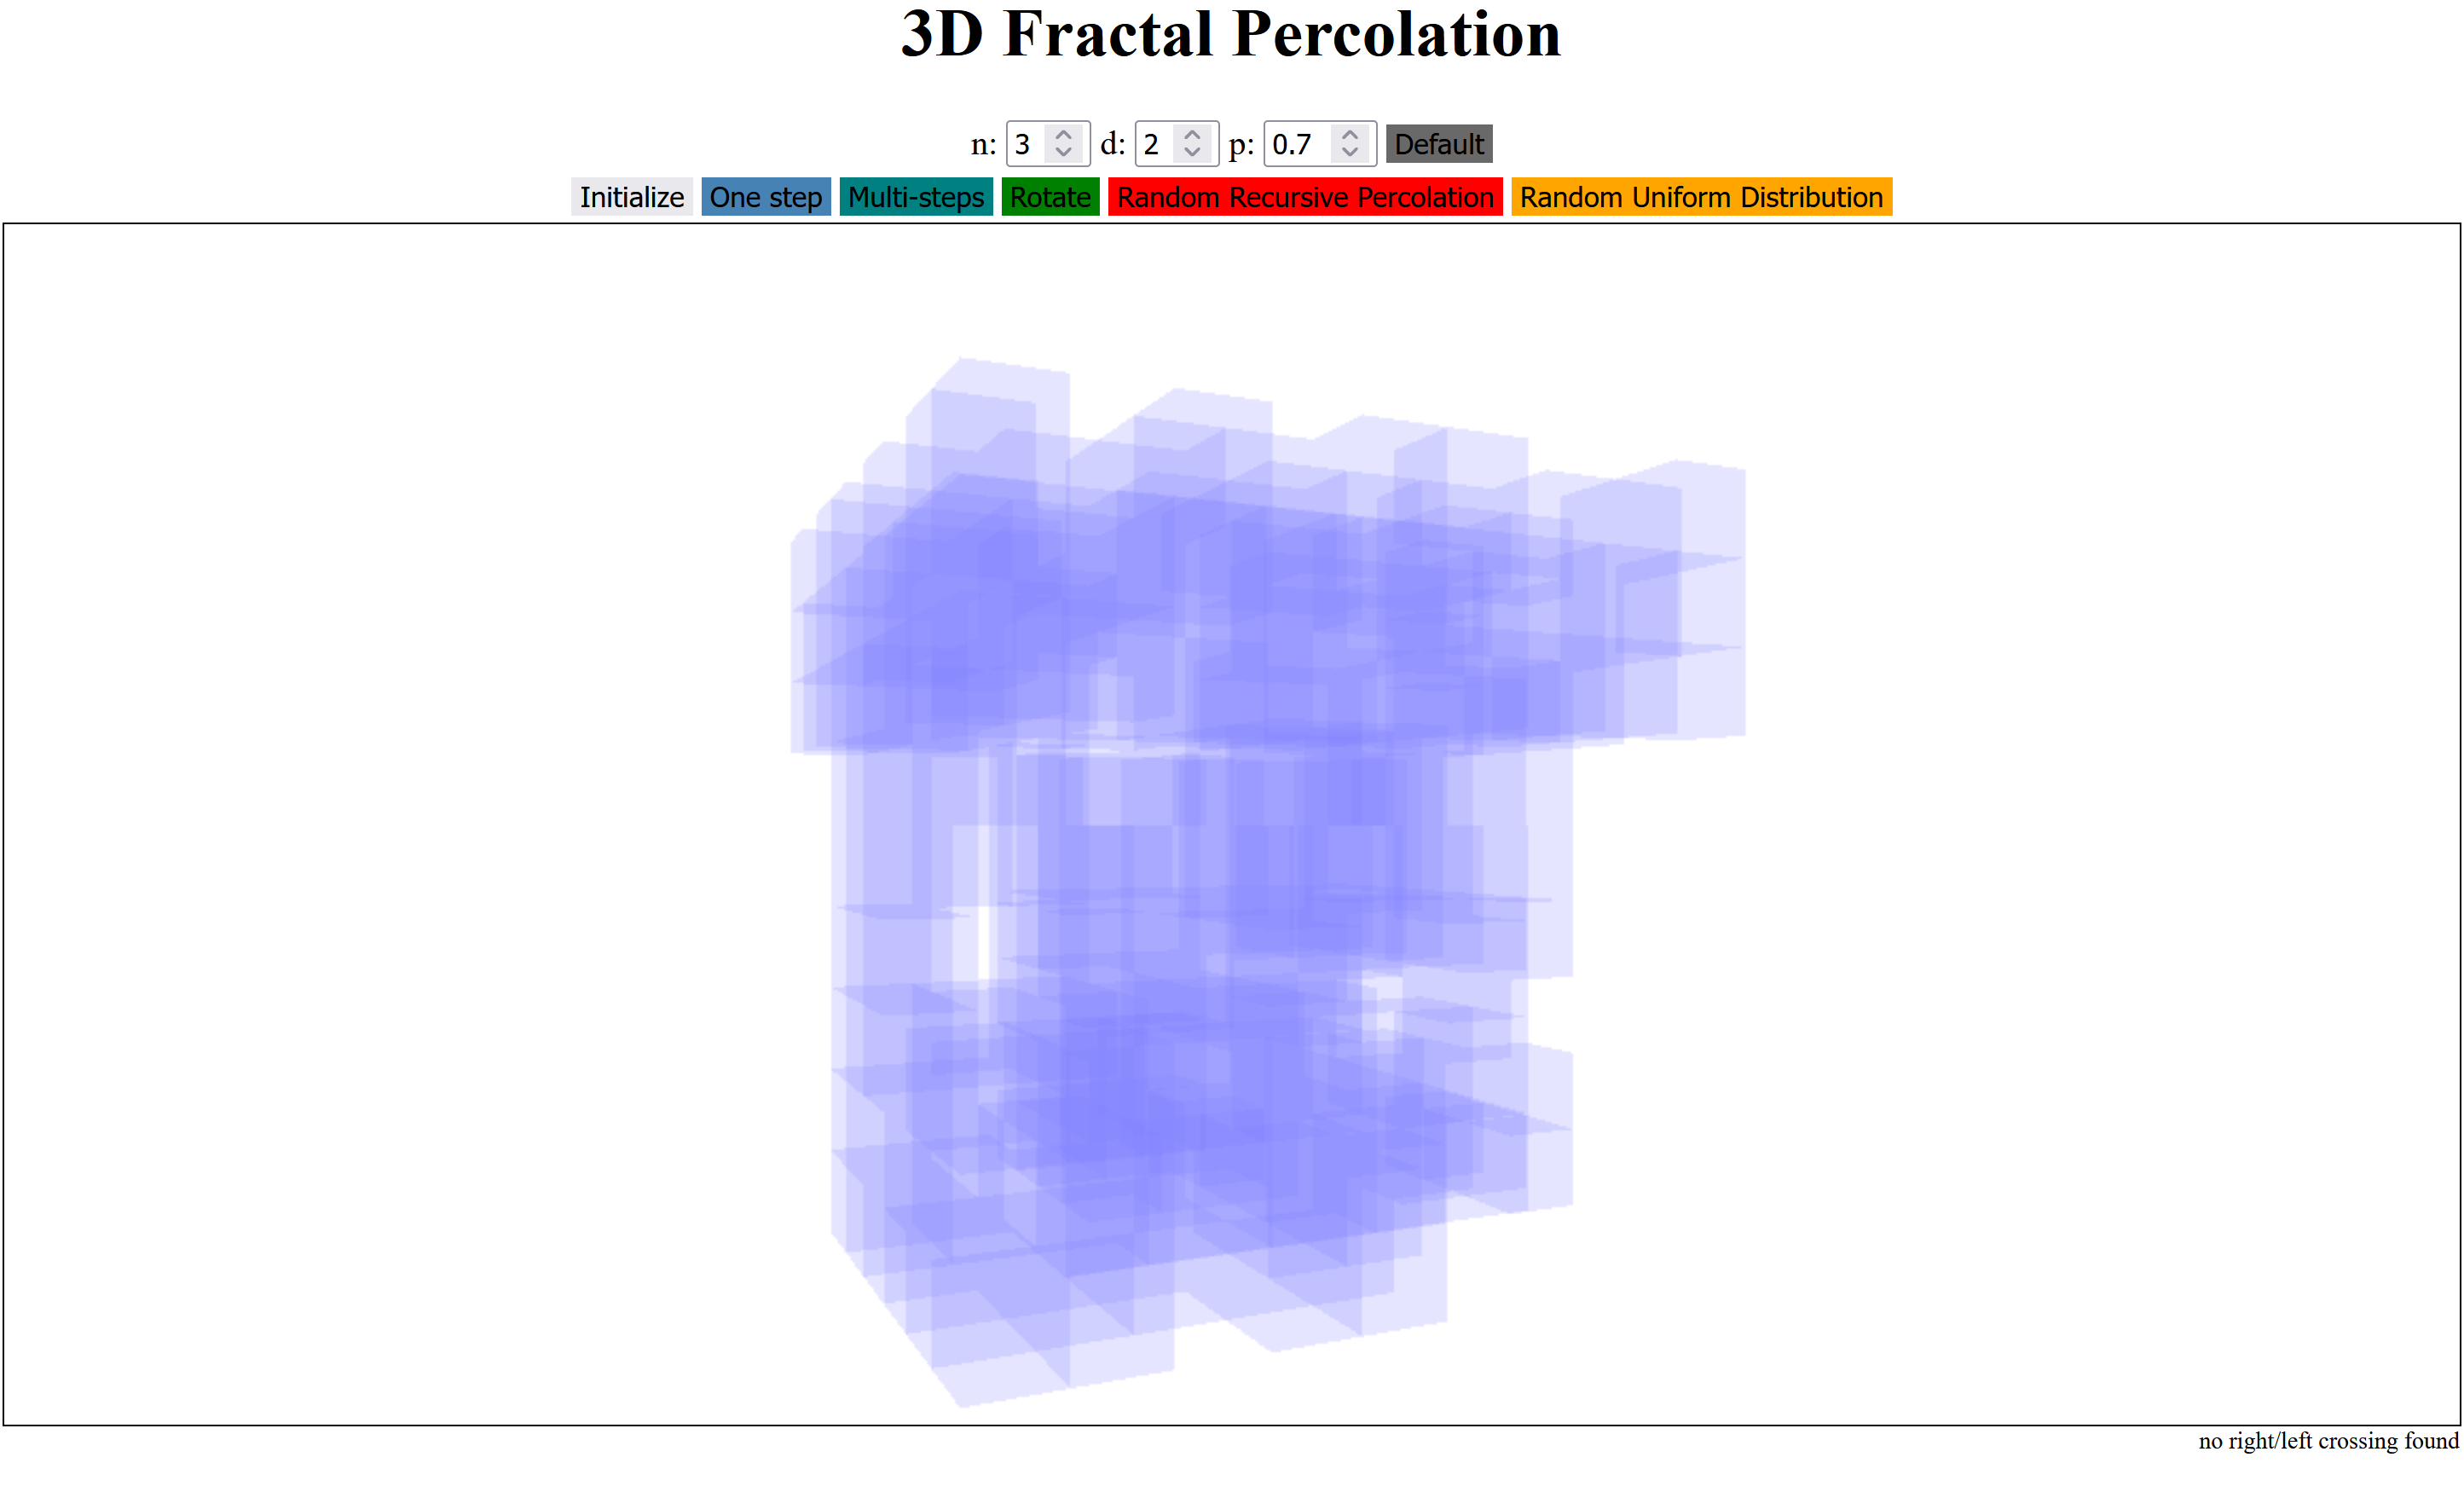 3D Fractal Percolation
n: 3 d: 2 p: 0.7 Default
Initialize One step Multi-steps Rotate Random Recursive Percolation Random Uniform Distribution
no right/left crossing found